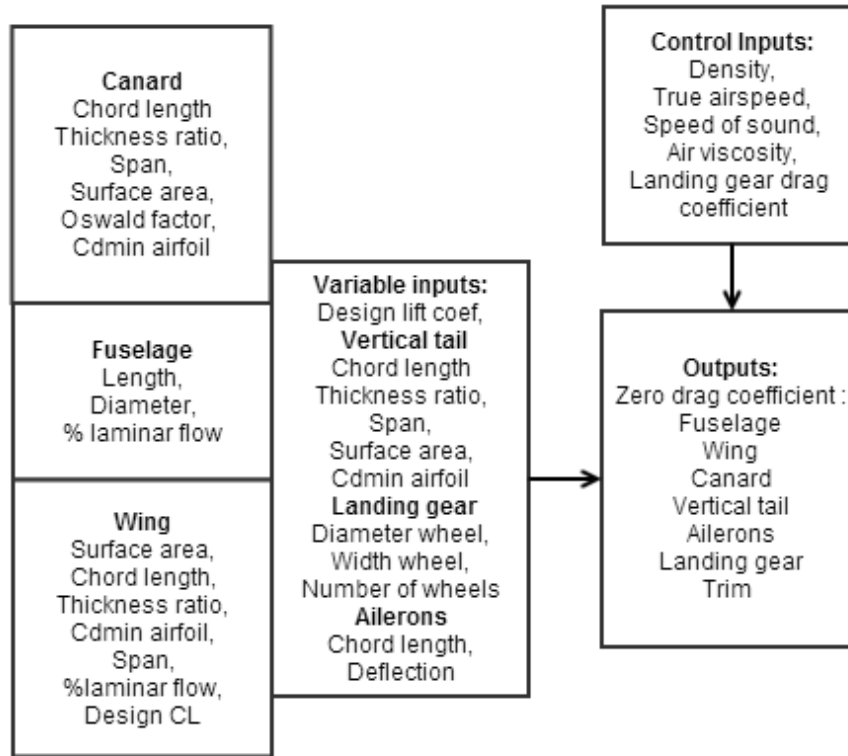 Canard
Chord length
Thickness ratio,
Span,
Surface area,
Oswald factor,
Cdmin airfoil
Fuselage
Length,
Diameter,
% laminar flow
Wing
Surface area,
Chord length,
Thickness ratio,
Cdmin airfoil,
Span,
%laminar flow,
Design CL
Variable inputs:
Design lift coef,
Vertical tail
Chord length
Thickness ratio,
Span,
Surface area,
Cdmin airfoil
Landing gear
Diameter wheel,
Width wheel,
Number of wheels
Ailerons
Chord length,
Deflection
Control Inputs:
Density,
True airspeed,
Speed of sound,
Air viscosity,
Landing gear drag
coefficient
Outputs:
Zero drag coefficient :
Fuselage
Wing
Canard
Vertical tail
Ailerons
Landing gear
Trim